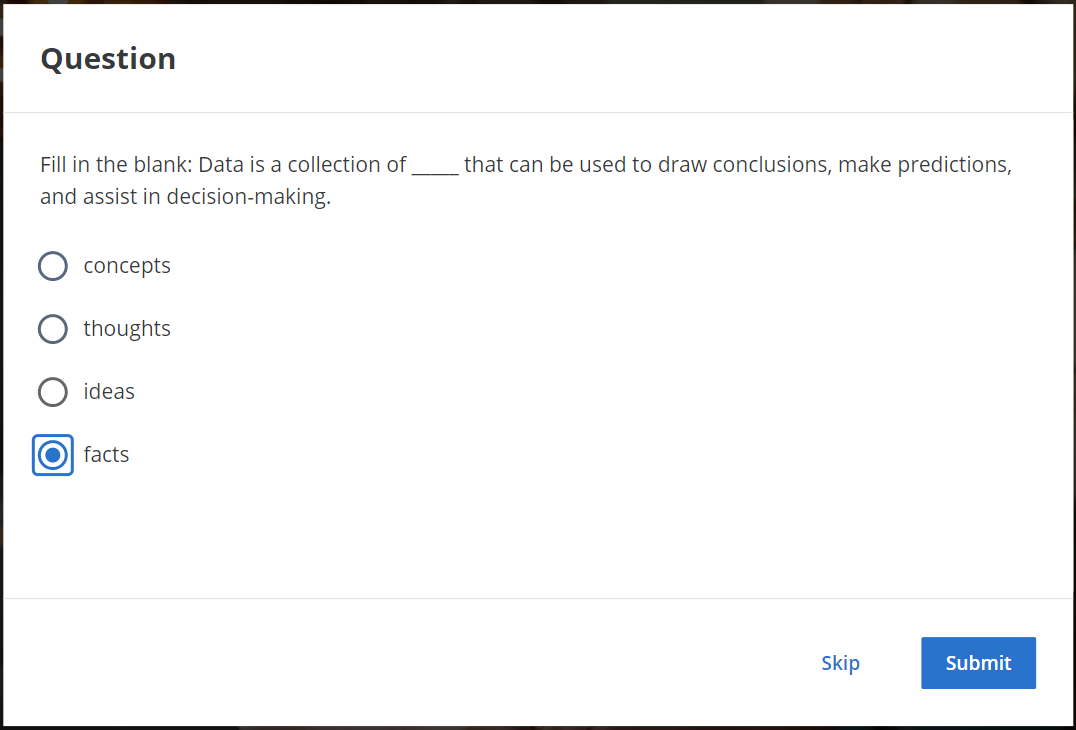 Question
Fill in the blank: Data is a collection of _____ that can be used to draw conclusions, make predictions,
and assist in decision-making.
concepts
thoughts
ideas
facts
Skip
Submit